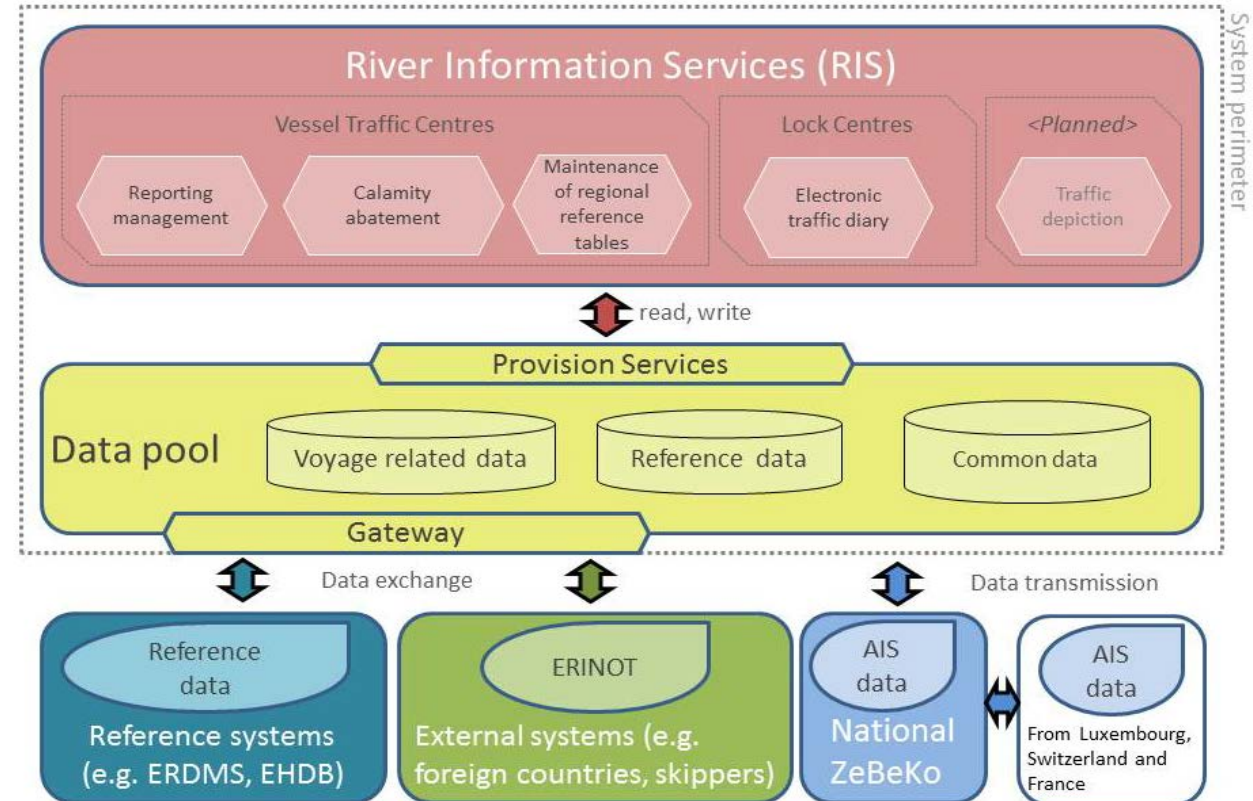 System perimeter
River Information Services (RIS)
Vessel Traffic Centres
Reporting
management
Calamity
abatement
Maintenance
of regional
reference
tables
Lock Centres
Electronic
traffic diary
<Planned>
Traffic
depiction
read, write
Provision Services
Data pool
Voyage related data
Reference data
Common data
Gateway
Data exchange
Data transmission
Reference
data
Reference systems
(e.g. ERDMS, EHDB)
ERINOT
External systems (e.g.
foreign countries, skippers)
AIS
data
National
ZeBeKo
AIS
data
From Luxembourg,
Switzerland and
France